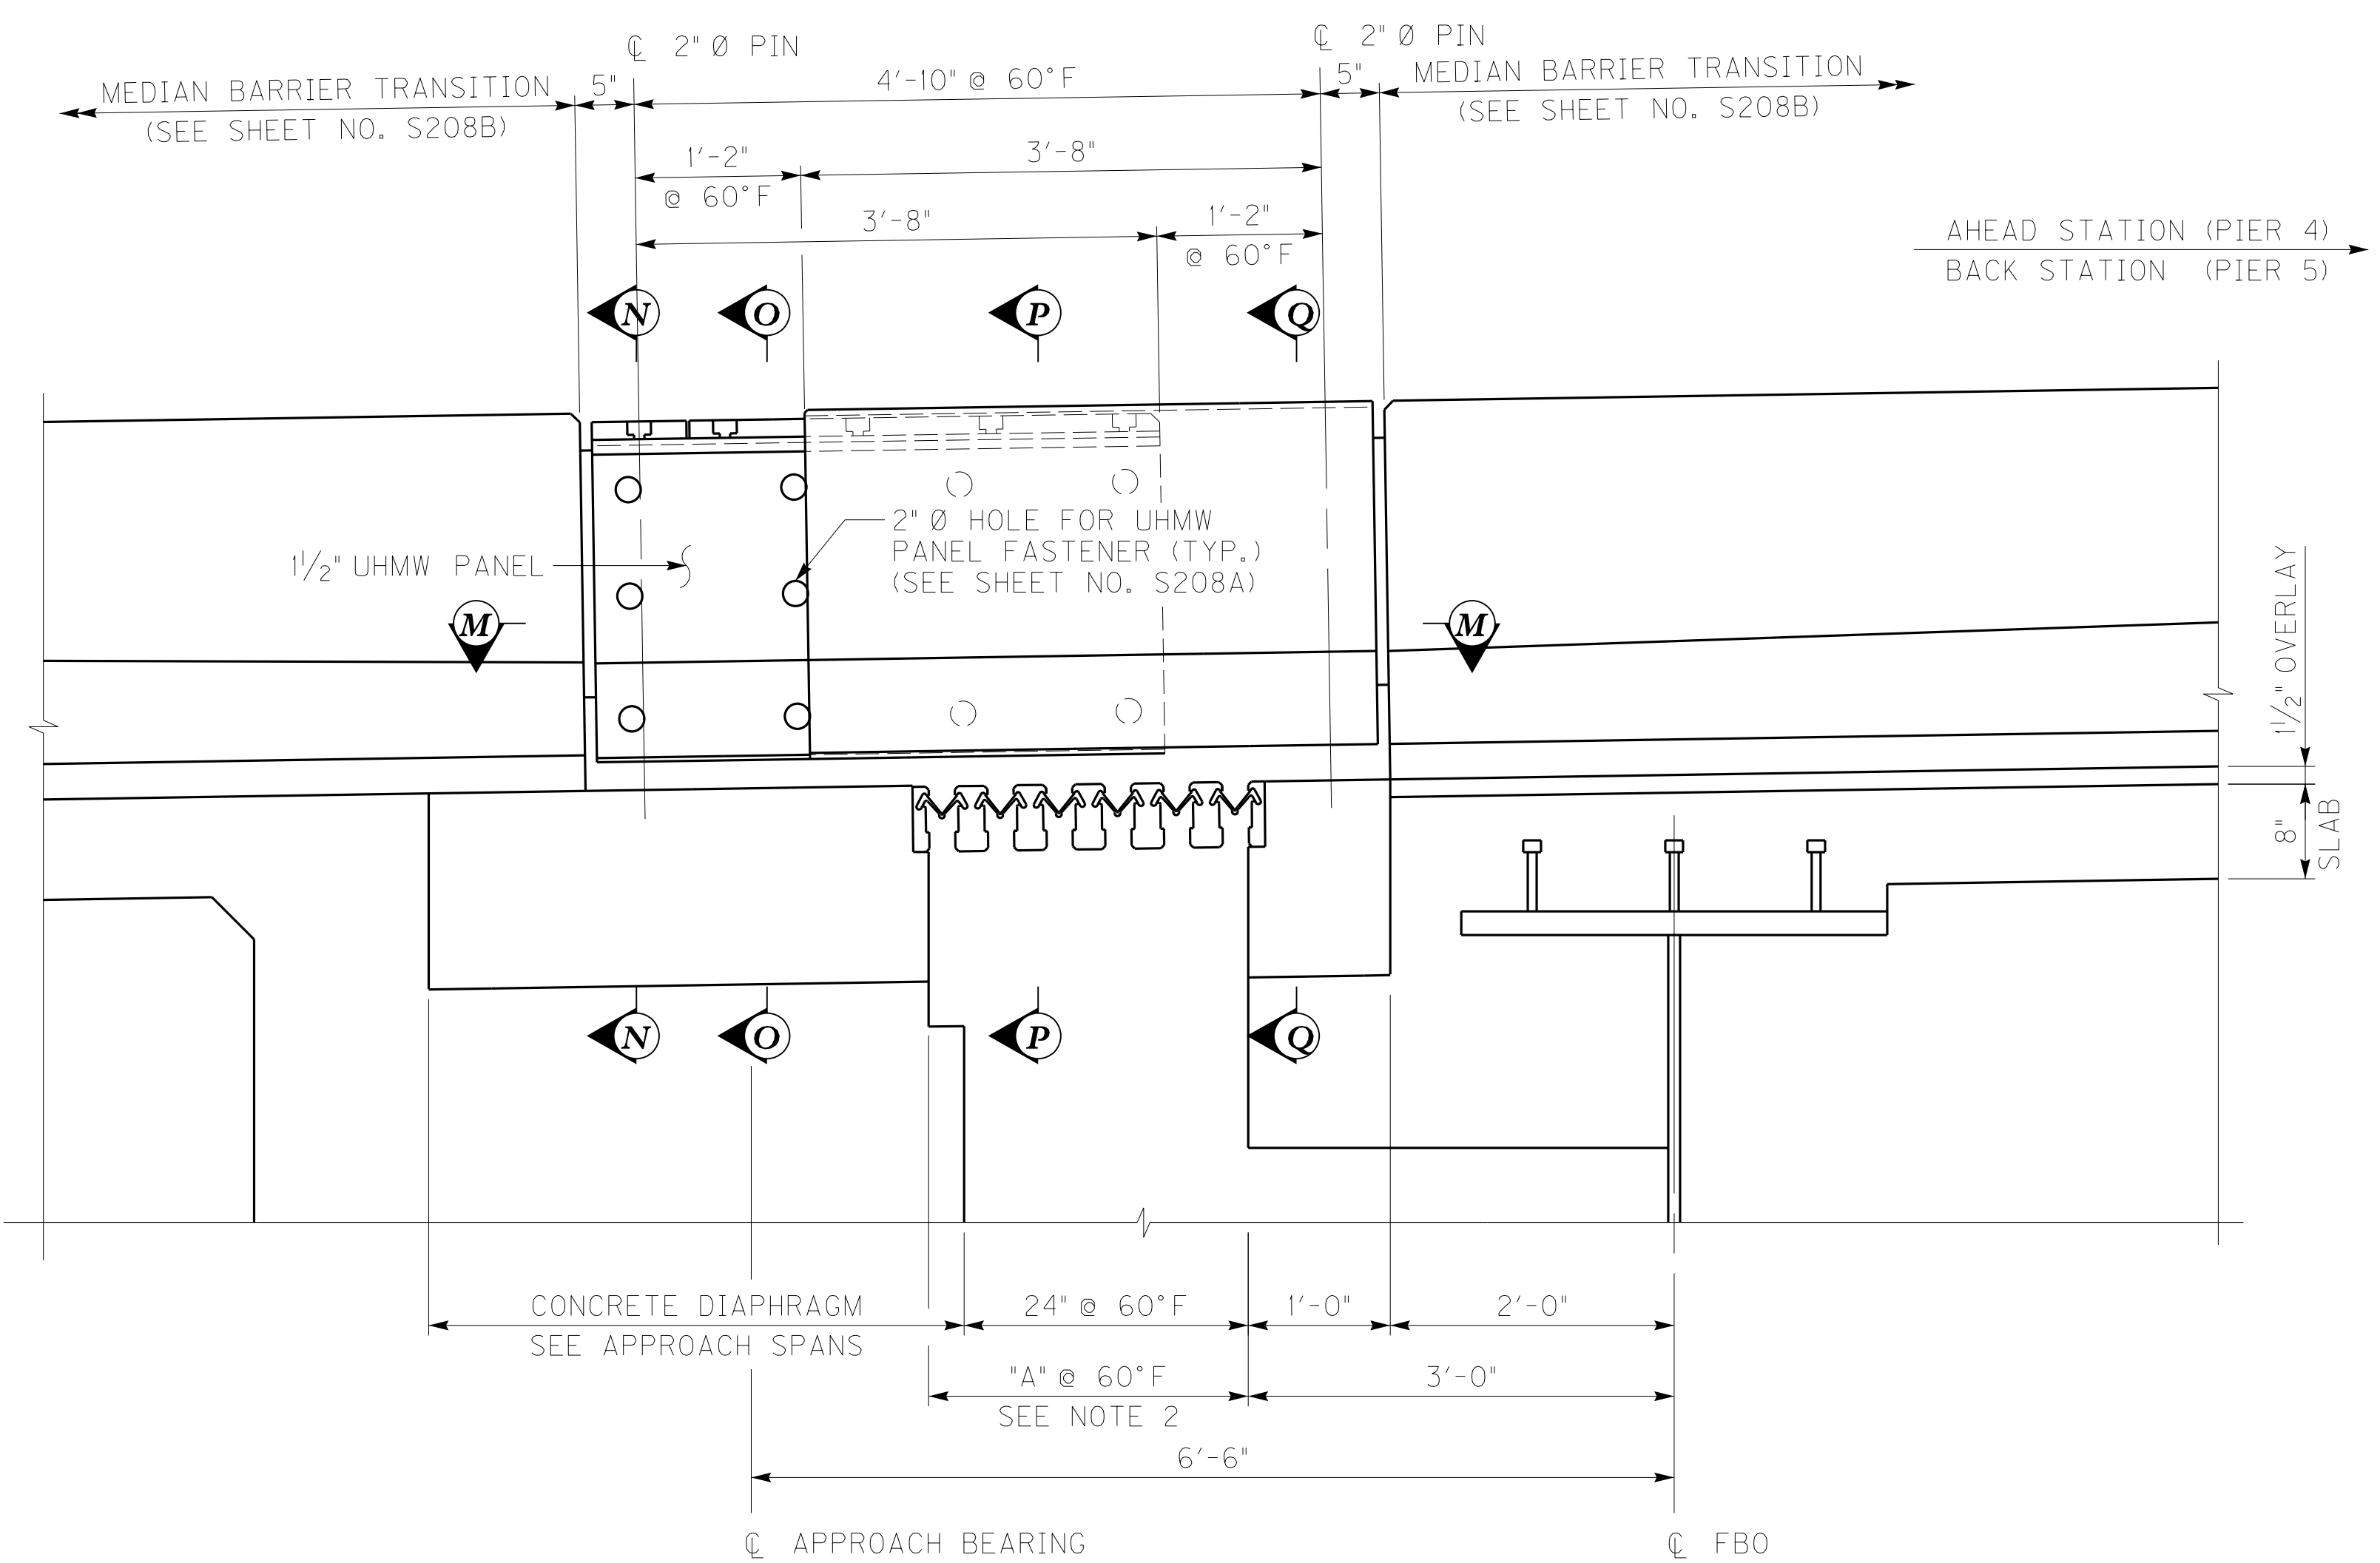 ℄ 2" Ø PIN
℄ 2" Ø PIN
MEDIAN BARRIER TRANSITION
(SEE SHEET NO. S208B)
5"
4'-10" @ 60°F
5"
MEDIAN BARRIER TRANSITION
(SEE SHEET NO. S208B)
1'-2"
@ 60°F
3'-8"
3'-8"
1'-2"
@ 60°F
AHEAD STATION (PIER 4)
BACK STATION (PIER 5)
N
O
P
Q
2" Ø HOLE FOR UHMW
PANEL FASTENER (TYP.)
(SEE SHEET NO. S208A)
1 1/2" UHMW PANEL
M
M
1 1/2" OVERLAY
8"
SLAB
N
O
P
Q
CONCRETE DIAPHRAGM
SEE APPROACH SPANS
24" @ 60°F
1'-0"
2'-0"
"A" @ 60°F
SEE NOTE 2
3'-0"
6'-6"
℄ APPROACH BEARING
℄ FBO